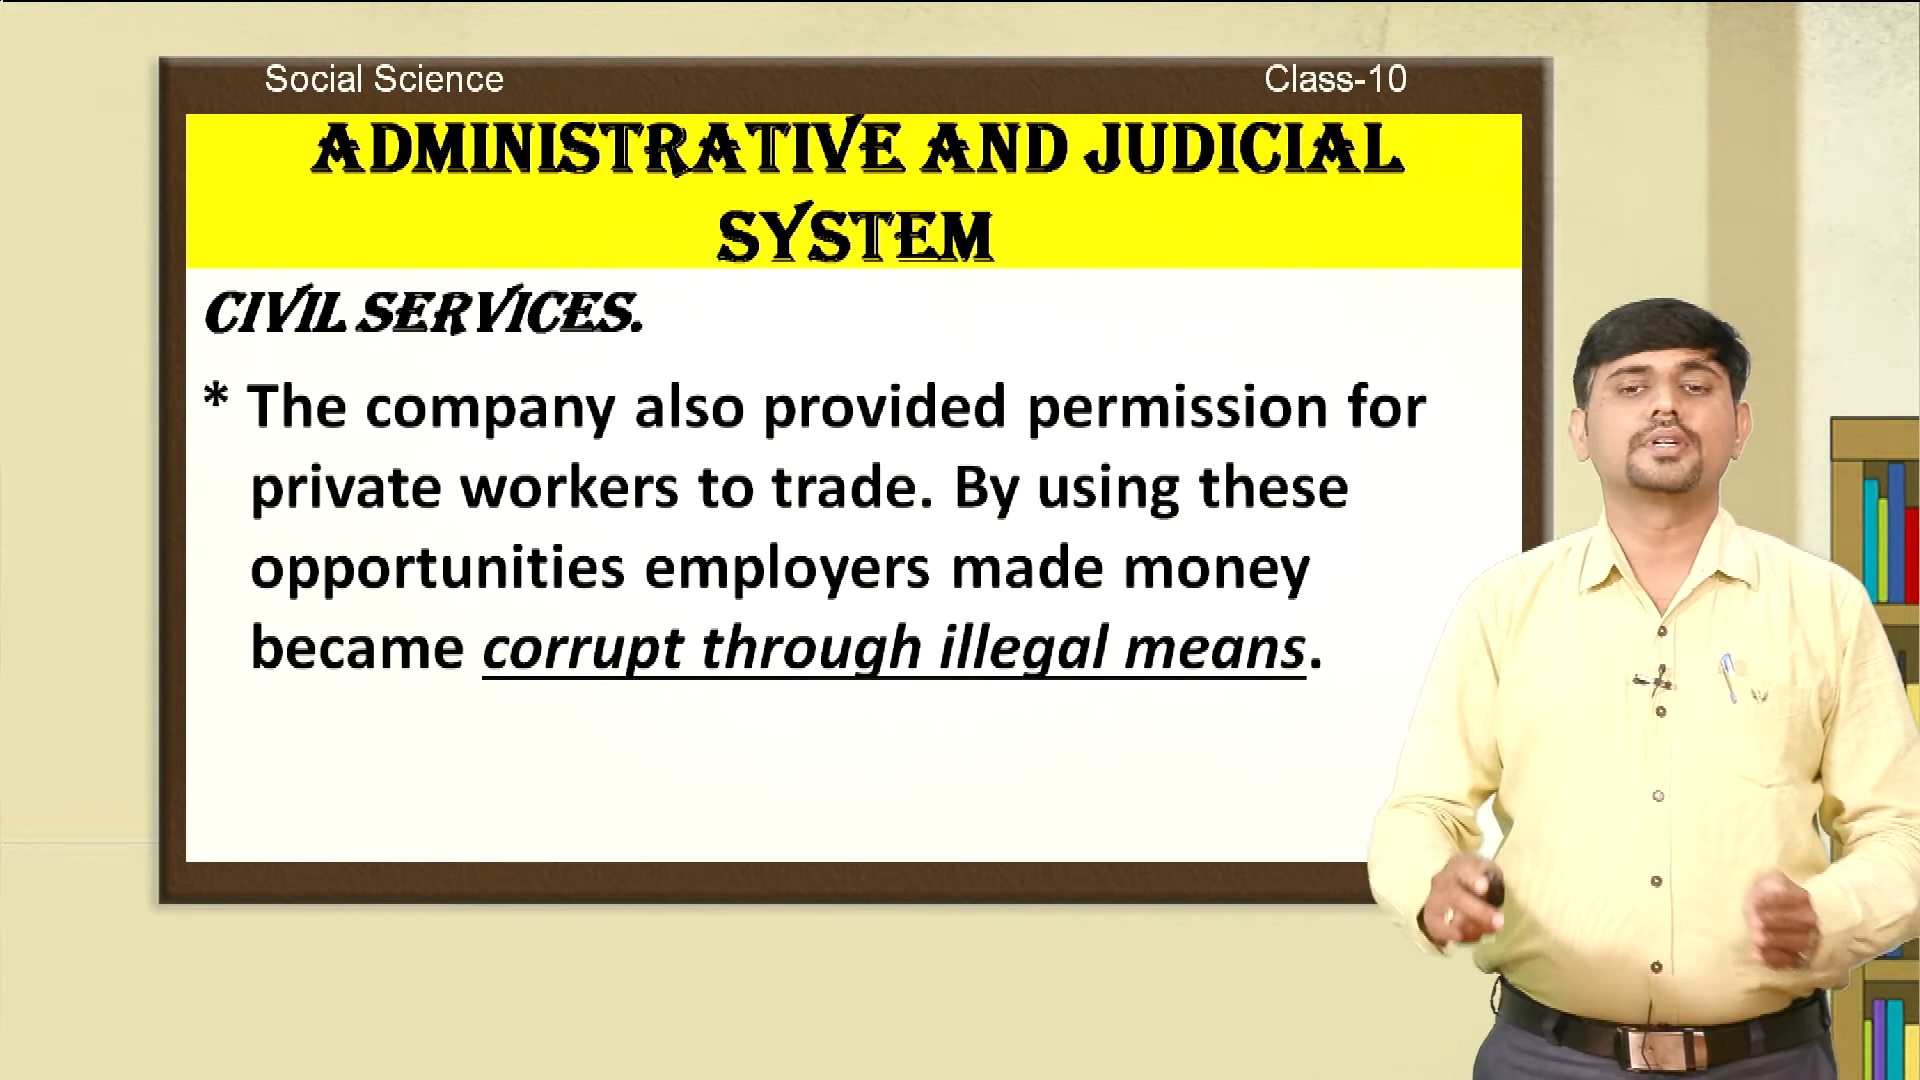 Social Science Class-10
ADMINISTRATIVE AND JUDICIAL
SYSTEM
CIVIL SERVICES.
* The company also provided permission for
private workers to trade. By using these
opportunities employers made money
became corrupt through illegal means.